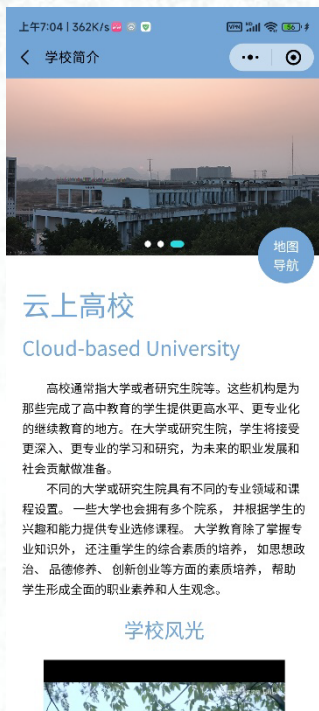 上午7:04 | 362K/s
VPN
学校简介
地图
导航
云上高校
Cloud-based University
高校通常指大学或者研究生院等。这些机构是为
那些完成了高中教育的学生提供更高水平、更专业化
的继续教育的地方。在大学或研究生院，学生将接受
更深入、更专业的学习和研究，为未来的职业发展和
社会贡献做准备。
不同的大学或研究生院具有不同的专业领域和课
程设置。 一些大学也会拥有多个院系， 并根据学生的
兴趣和能力提供专业选修课程。 大学教育除了掌握专
业知识外， 还注重学生的综合素质的培养， 如思想政
治、 品德修养、 创新创业等方面的素质培养， 帮助
学生形成全面的职业素养和人生观念。
学校风光